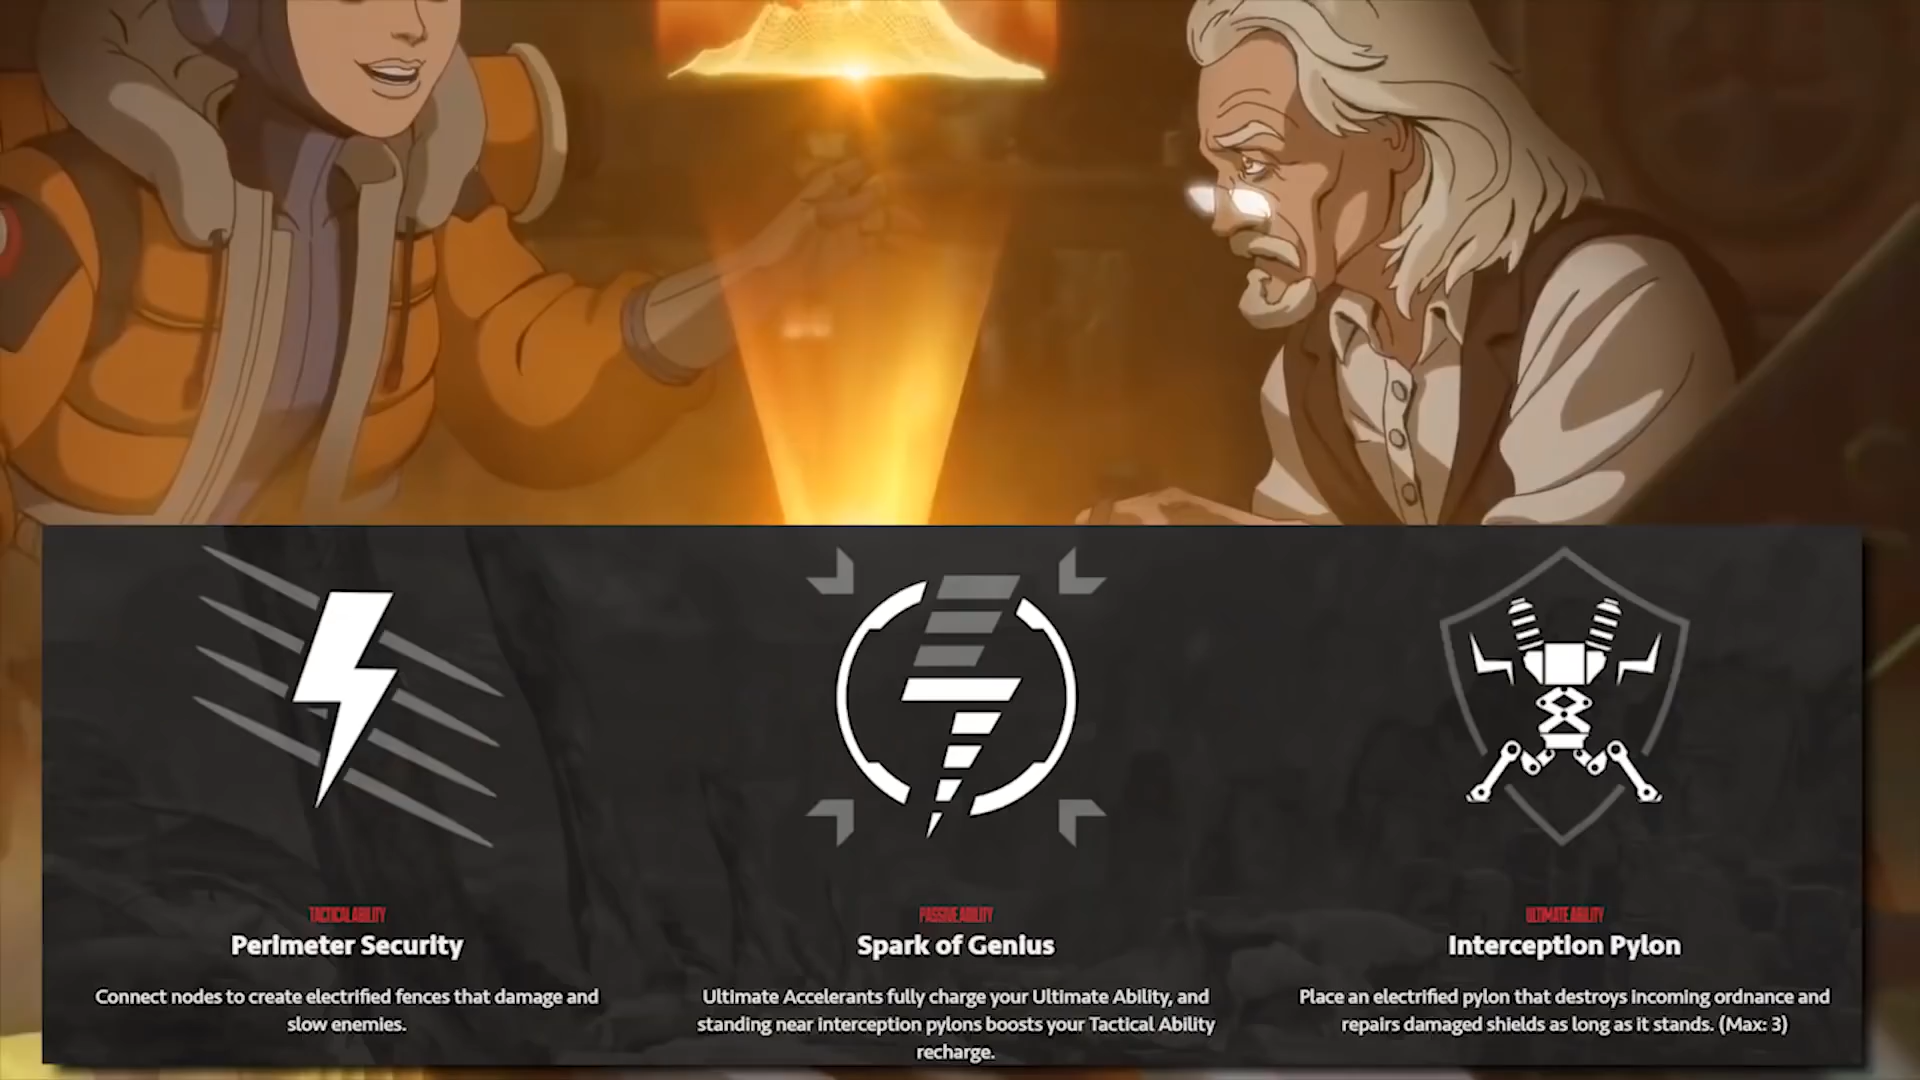 TACTICAL ABILITY
Perimeter Security
Connect nodes to create electrified fences that damage and
slow enemies.
PASSIVE ABILITY
Spark of Genius
Ultimate Accelerants fully charge your Ultimate Ability, and
standing near interception pylons boosts your Tactical Ability
recharge.
ULTIMATE ABILITY
Interception Pylon
Place an electrified pylon that destroys incoming ordnance and
repairs damaged shields as long as it stands. (Max: 3)